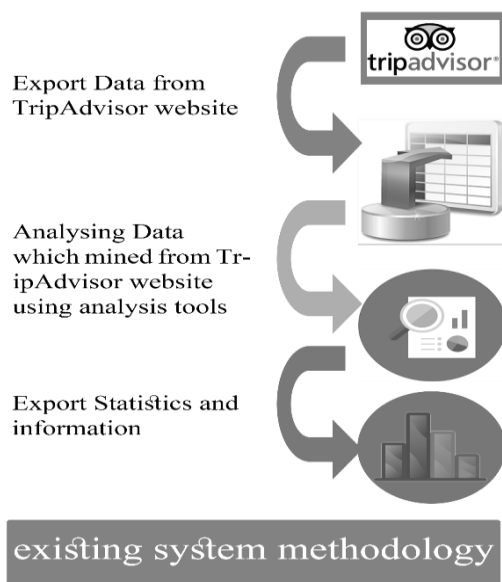 tripadvisor®
Export Data from
TripAdvisor website
Analysing Data
which mined from Tr-
ipAdvisor website
using analysis tools
Export Statistics and
information
existing system methodology